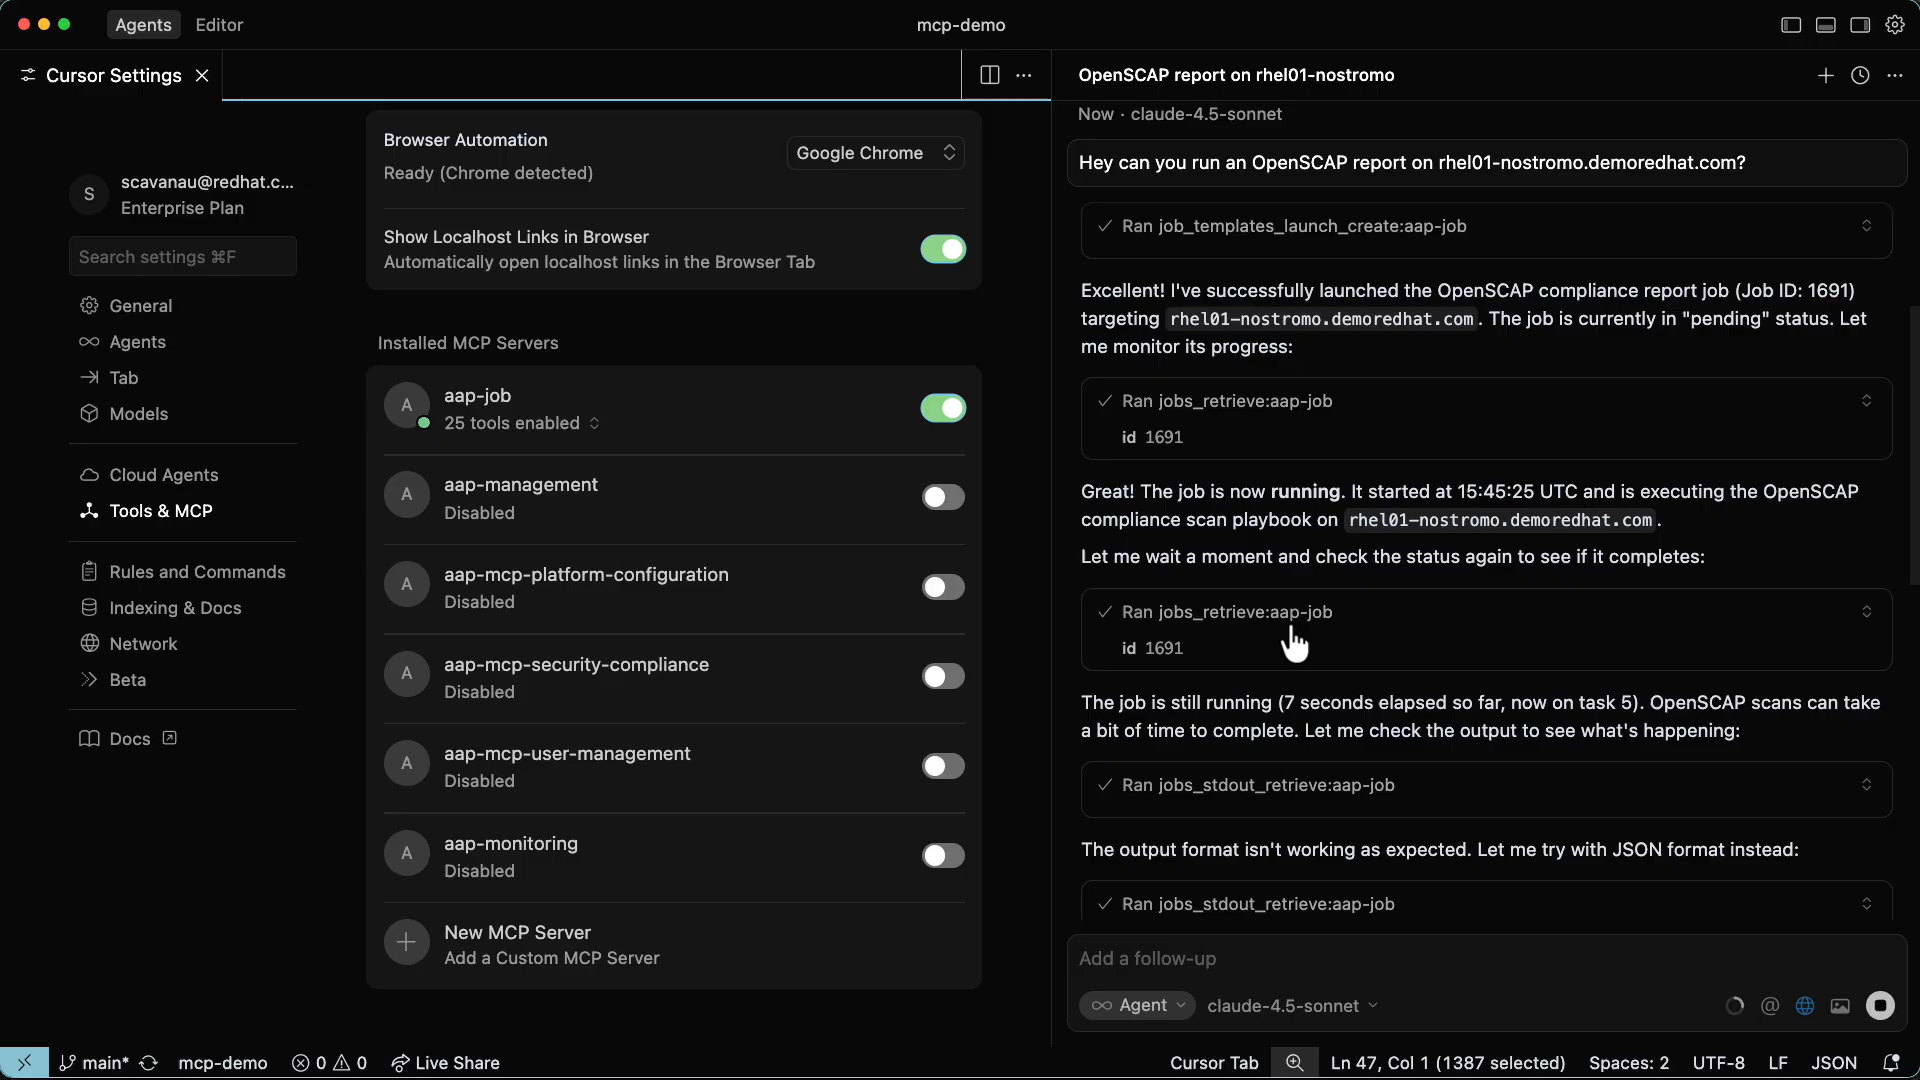 Agents Editor
mcp-demo
Cursor Settings
S
scavanau@redhat.c...
Enterprise Plan
Search settings ⌘F
General
Agents
Tab
Models
Cloud Agents
Tools & MCP
Rules and Commands
Indexing & Docs
Network
Beta
Docs
Browser Automation
Ready (Chrome detected)
Google Chrome
Show Localhost Links in Browser
Automatically open localhost links in the Browser Tab
Installed MCP Servers
A
aap-job
25 tools enabled
A
aap-management
Disabled
A
aap-mcp-platform-configuration
Disabled
A
aap-mcp-security-compliance
Disabled
A
aap-mcp-user-management
Disabled
A
aap-monitoring
Disabled
New MCP Server
Add a Custom MCP Server
OpenSCAP report on rhel01-nostromo
Now · claude-4.5-sonnet
Hey can you run an OpenSCAP report on rhel01-nostromo.demoredhat.com?
Ran job_templates_launch_create:aap-job
Excellent! I've successfully launched the OpenSCAP compliance report job (Job ID: 1691)
targeting rhel01-nostromo.demoredhat.com. The job is currently in "pending" status. Let
me monitor its progress:
Ran jobs_retrieve:aap-job
id 1691
Great! The job is now running. It started at 15:45:25 UTC and is executing the OpenSCAP
compliance scan playbook on rhel01-nostromo.demoredhat.com.
Let me wait a moment and check the status again to see if it completes:
Ran jobs_retrieve:aap-job
id 1691
The job is still running (7 seconds elapsed so far, now on task 5). OpenSCAP scans can take
a bit of time to complete. Let me check the output to see what's happening:
Ran jobs_stdout_retrieve:aap-job
The output format isn't working as expected. Let me try with JSON format instead:
Ran jobs_stdout_retrieve:aap-job
Add a follow-up
Agent claude-4.5-sonnet
main* mcp-demo 0 0 Live Share
Cursor Tab Ln 47, Col 1 (1387 selected) Spaces: 2 UTF-8 LF JSON